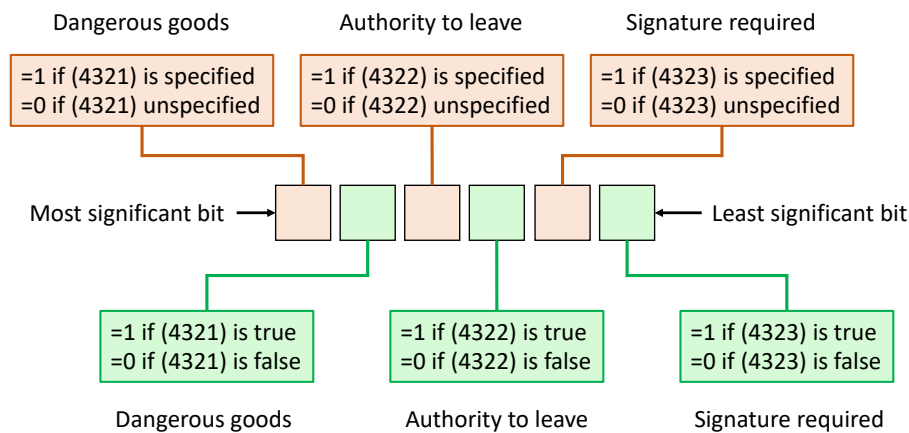 Dangerous goods
Authority to leave
Signature required
=1 if (4321) is specified
=0 if (4321) unspecified
=1 if (4322) is specified
=0 if (4322) unspecified
=1 if (4323) is specified
=0 if (4323) unspecified
Most significant bit
Least significant bit
=1 if (4321) is true
=0 if (4321) is false
=1 if (4322) is true
=0 if (4322) is false
=1 if (4323) is true
=0 if (4323) is false
Dangerous goods
Authority to leave
Signature required